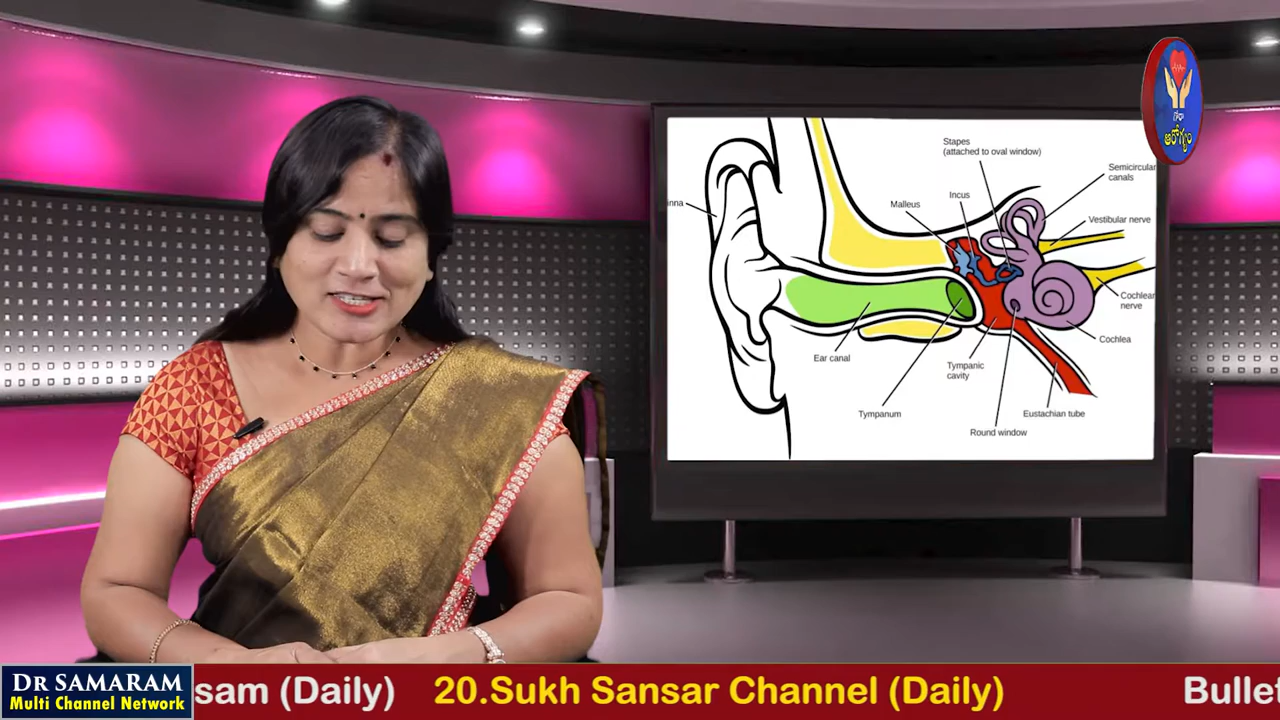 గోథా
ఆరోగ్యం
Stapes
(attached to oval window)
Semicircular
canals
Incus
Malleus
inna
Vestibular nerve
Cochlear
nerve
Cochlea
Ear canal
Tympanic
cavity
Tympanum
Eustachian tube
Round window
DR SAMARAM
Multi Channel Network
sam (Daily) 20.Sukh Sansar Channel (Daily) Bullet